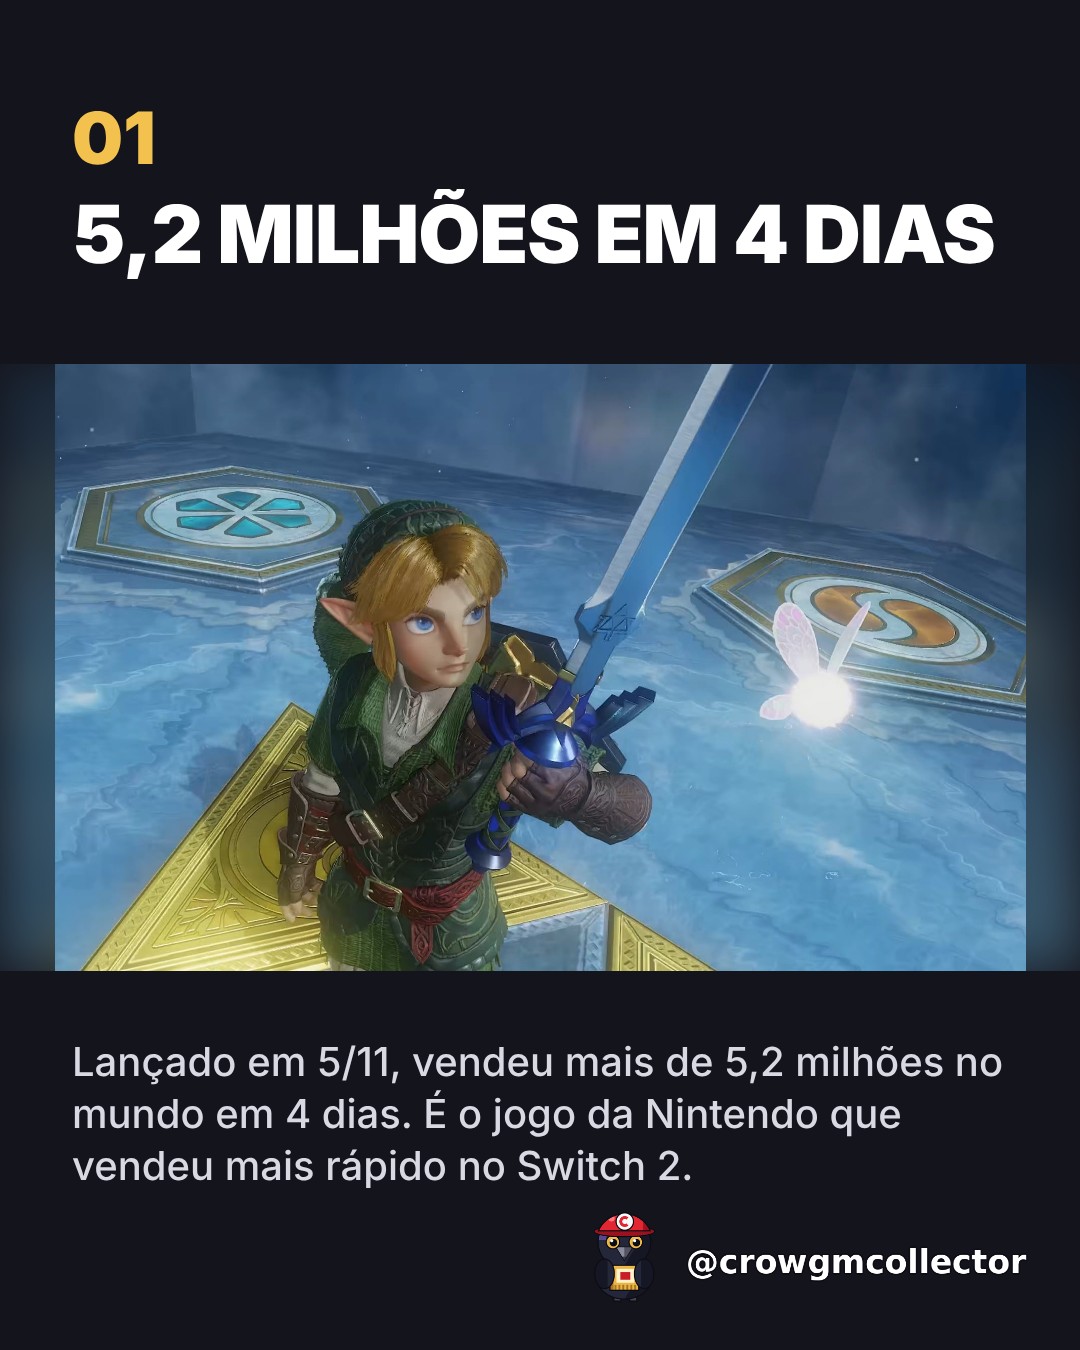 01
5,2 MILHÕES EM 4 DIAS
Lançado em 5/11, vendeu mais de 5,2 milhões no
mundo em 4 dias. É o jogo da Nintendo que
vendeu mais rápido no Switch 2.
C
@crowgmcollector